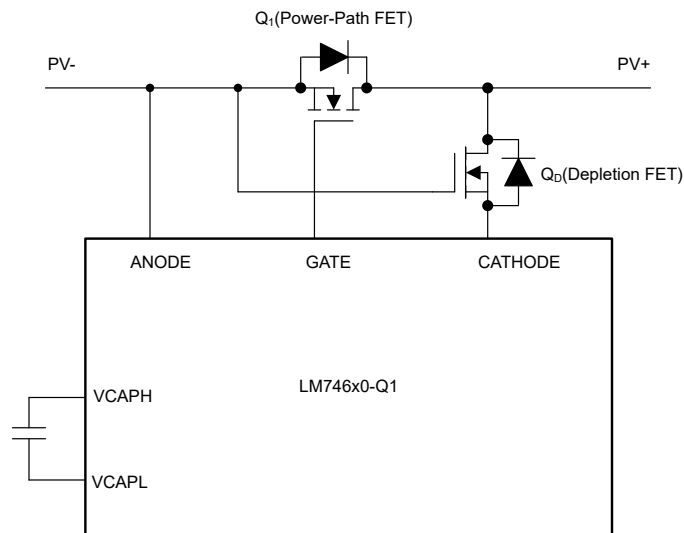 Q1(Power-Path FET)
PV-
PV+
QD(Depletion FET)
ANODE
GATE
CATHODE
VCAPH
LM746x0-Q1
VCAPL